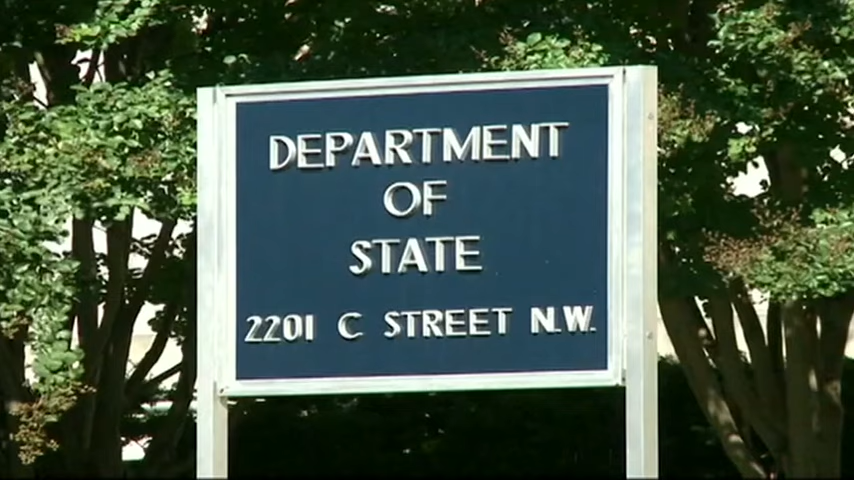 DEPARTMENT
OF
STATE
2201 C STREET N.W.